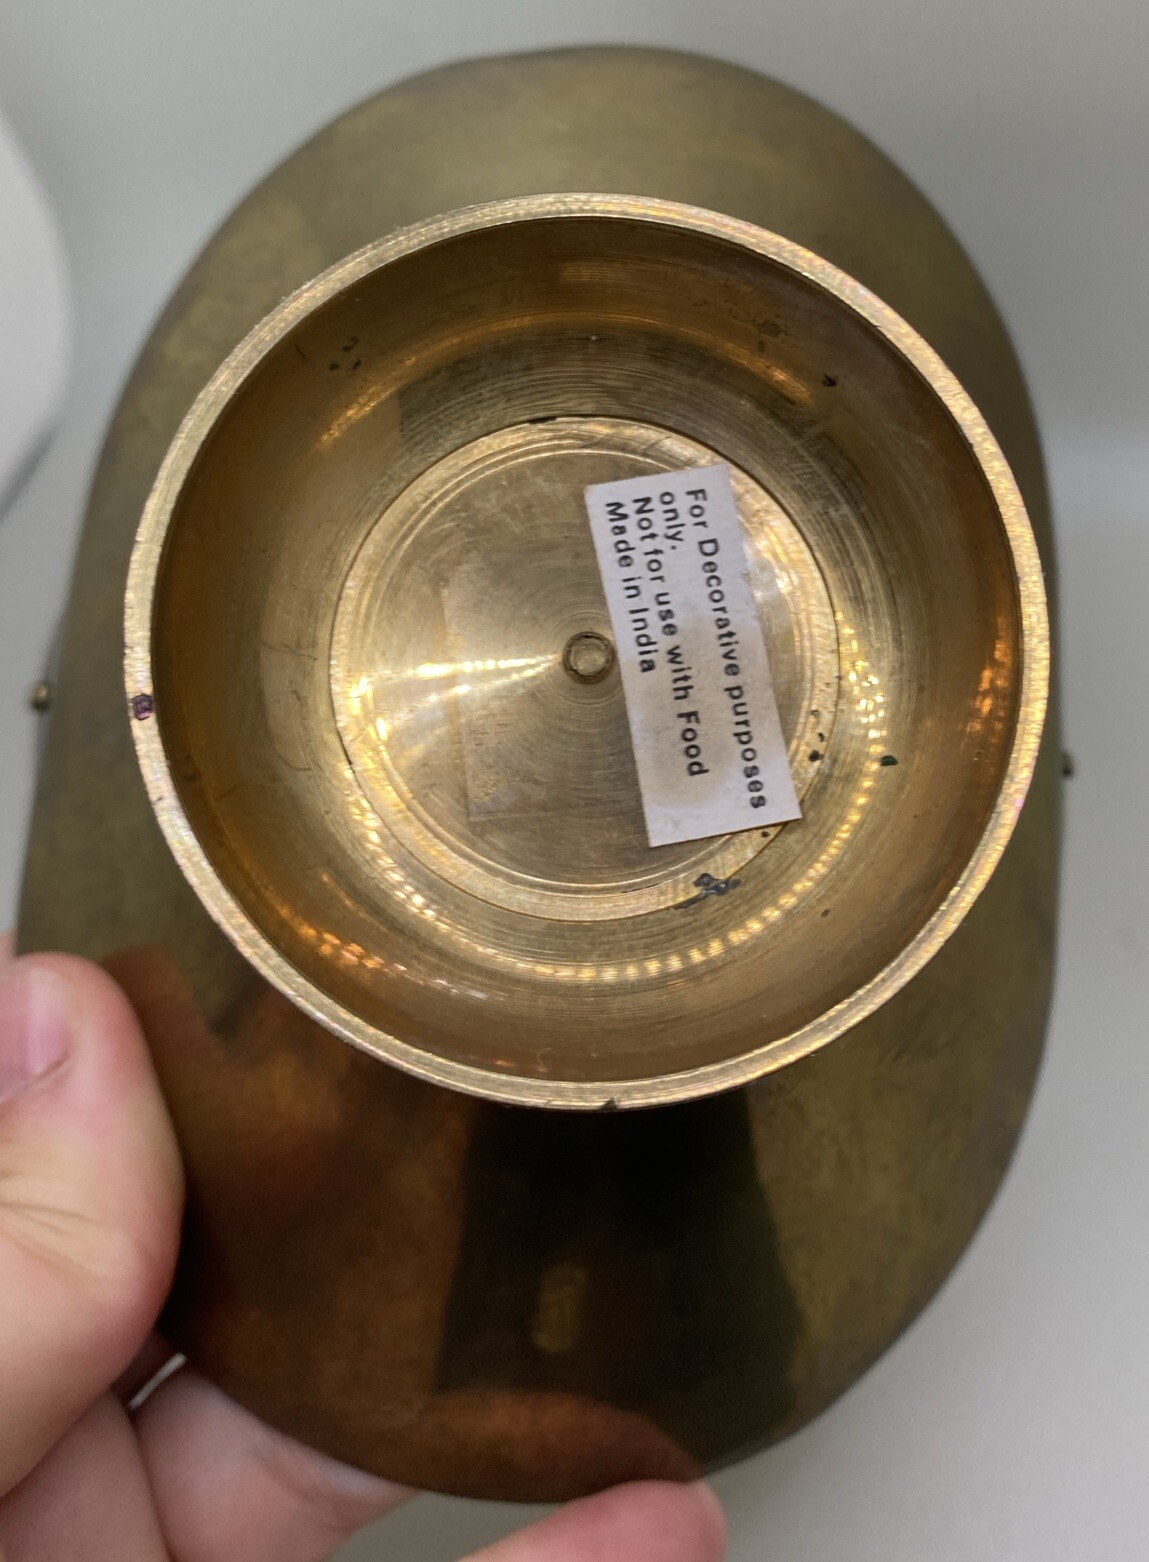 For Decorative purposes
only.
Not for use with Food
Made in India